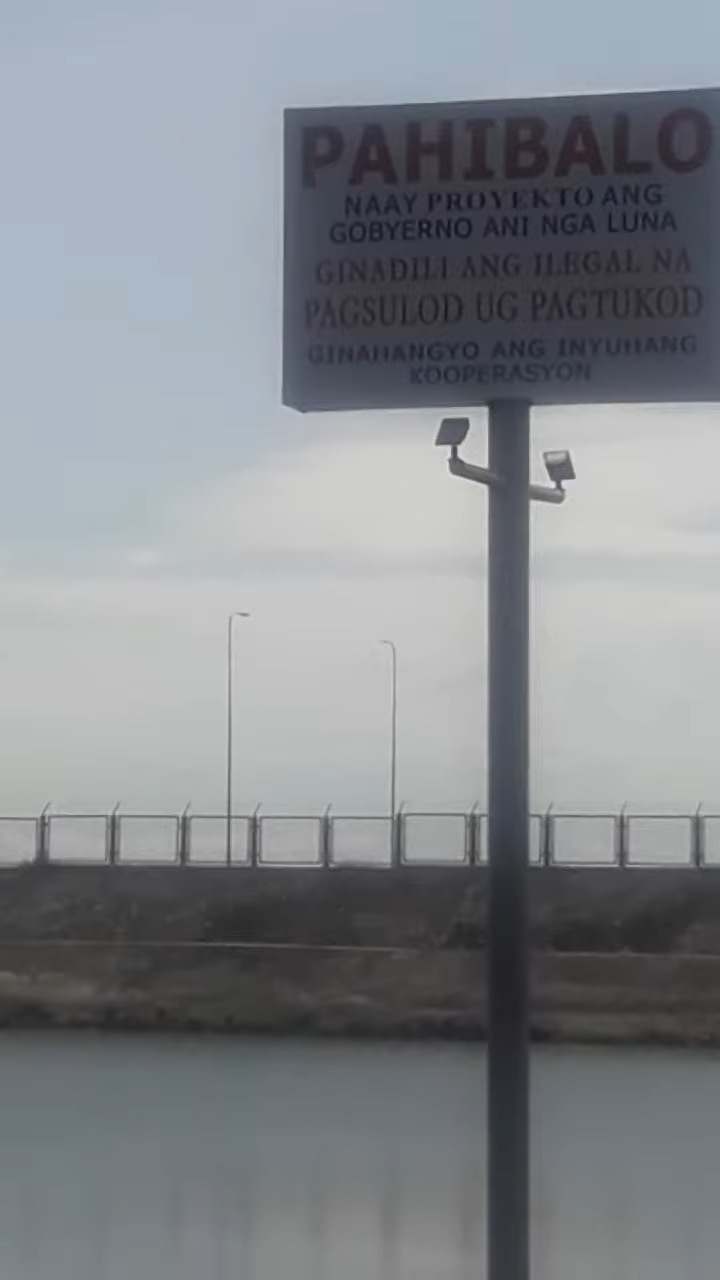 PAHIBALO
NAAY PROYEKTO ANG
GOBYERNO ANI NGA LUNA
GINADILI ANG ILEGAL NA
PAGSULOD UG PAGTUKOD
GINAHANGYO ANG INYUHANG
KOOPERASYON